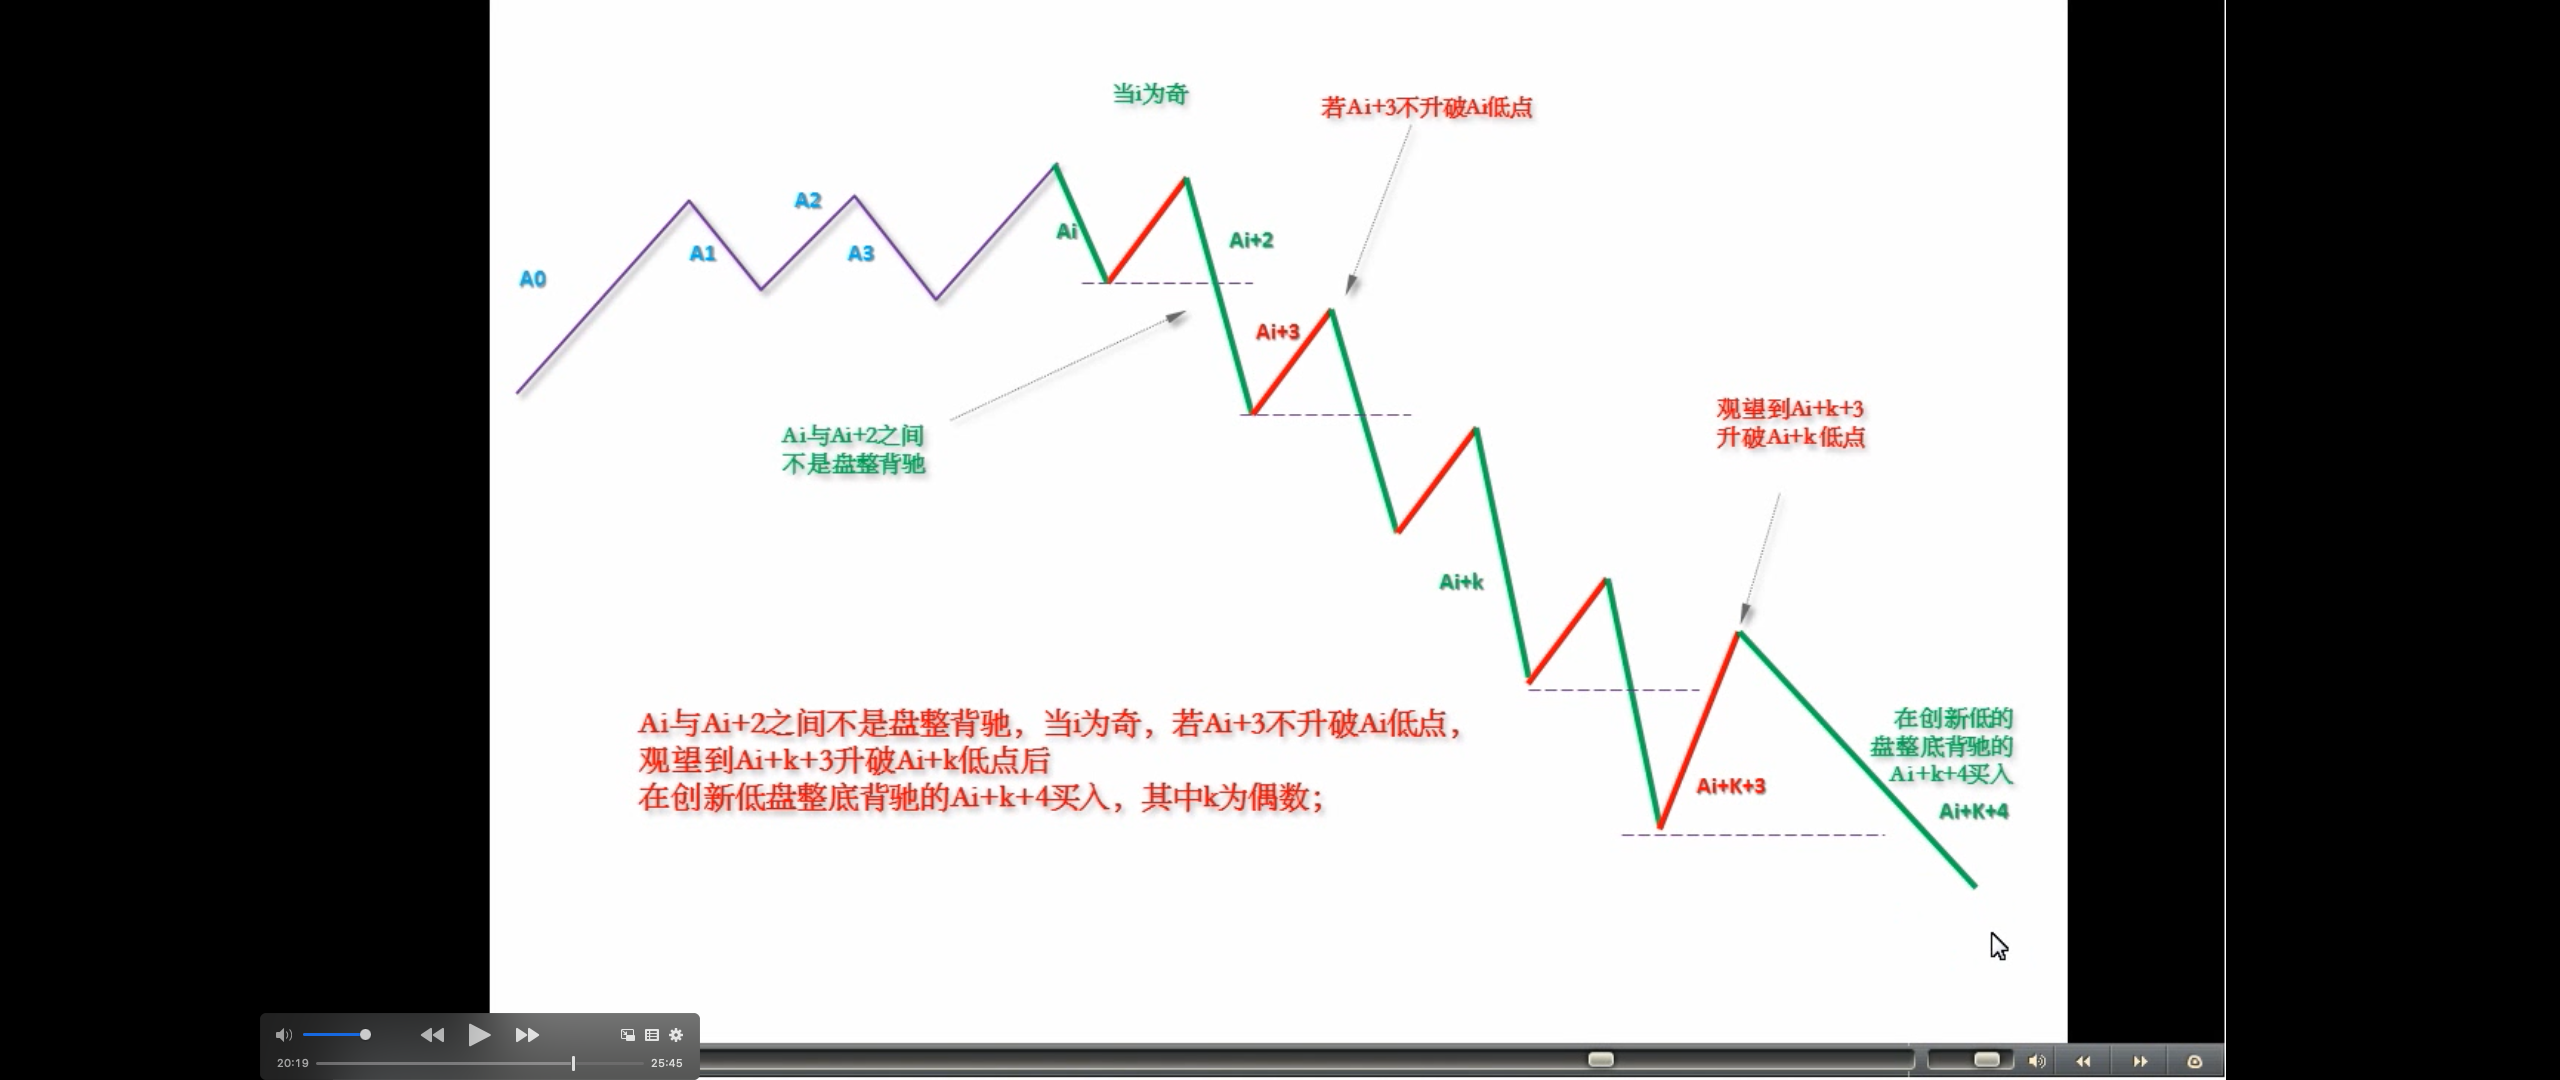 当i为奇
若Ai+3不升破Ai低点
A2
Ai
Ai+2
A1
A3
A0
Ai+3
观望到Ai+k+3
升破Ai+k低点
Ai与Ai+2之间
不是盘整背驰
Ai+k
Ai与Ai+2之间不是盘整背驰，当i为奇，若Ai+3不升破Ai低点，
观望到Ai+k+3升破Ai+k低点后
在创新低盘整底背驰的Ai+k+4买入，其中k为偶数；
在创新低的
盘整底背驰的
Ai+k+4买入
Ai+K+3
Ai+K+4
20:19
25:45